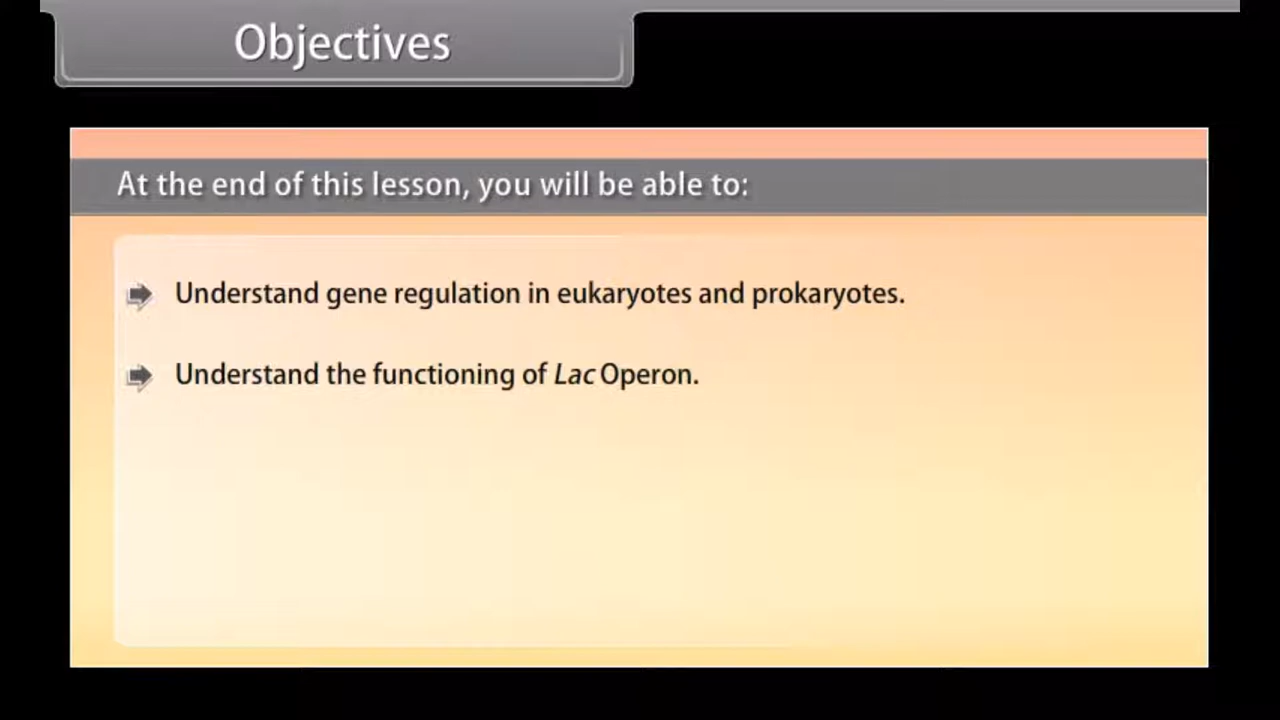 Objectives
At the end of this lesson, you will be able to:
Understand gene regulation in eukaryotes and prokaryotes.
Understand the functioning of Lac Operon.